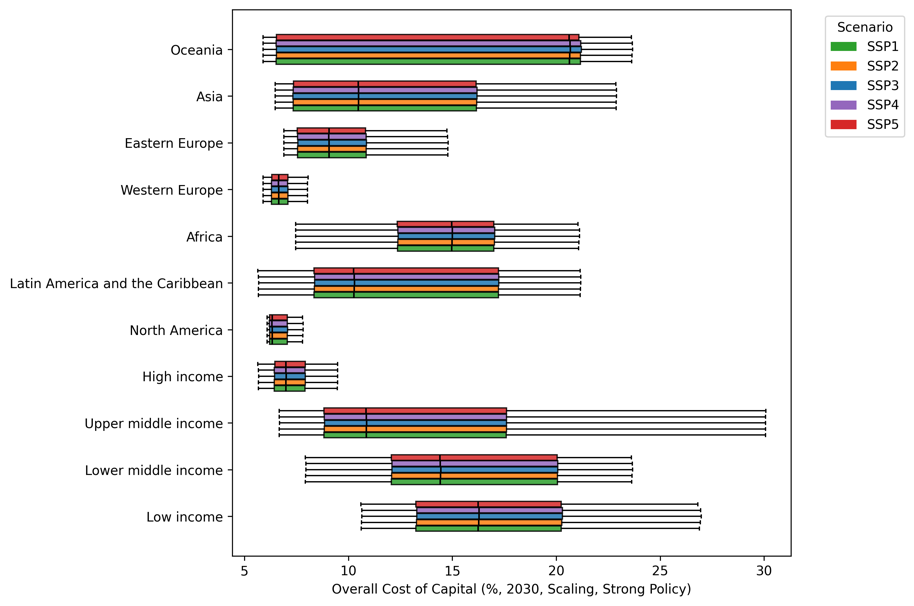 Scenario
SSP1
SSP2
SSP3
SSP4
SSP5
Oceania
Asia
Eastern Europe
Western Europe
Africa
Latin America and the Caribbean
North America
High income
Upper middle income
Lower middle income
Low income
5 10 15 20 25 30
Overall Cost of Capital (%, 2030, Scaling, Strong Policy)